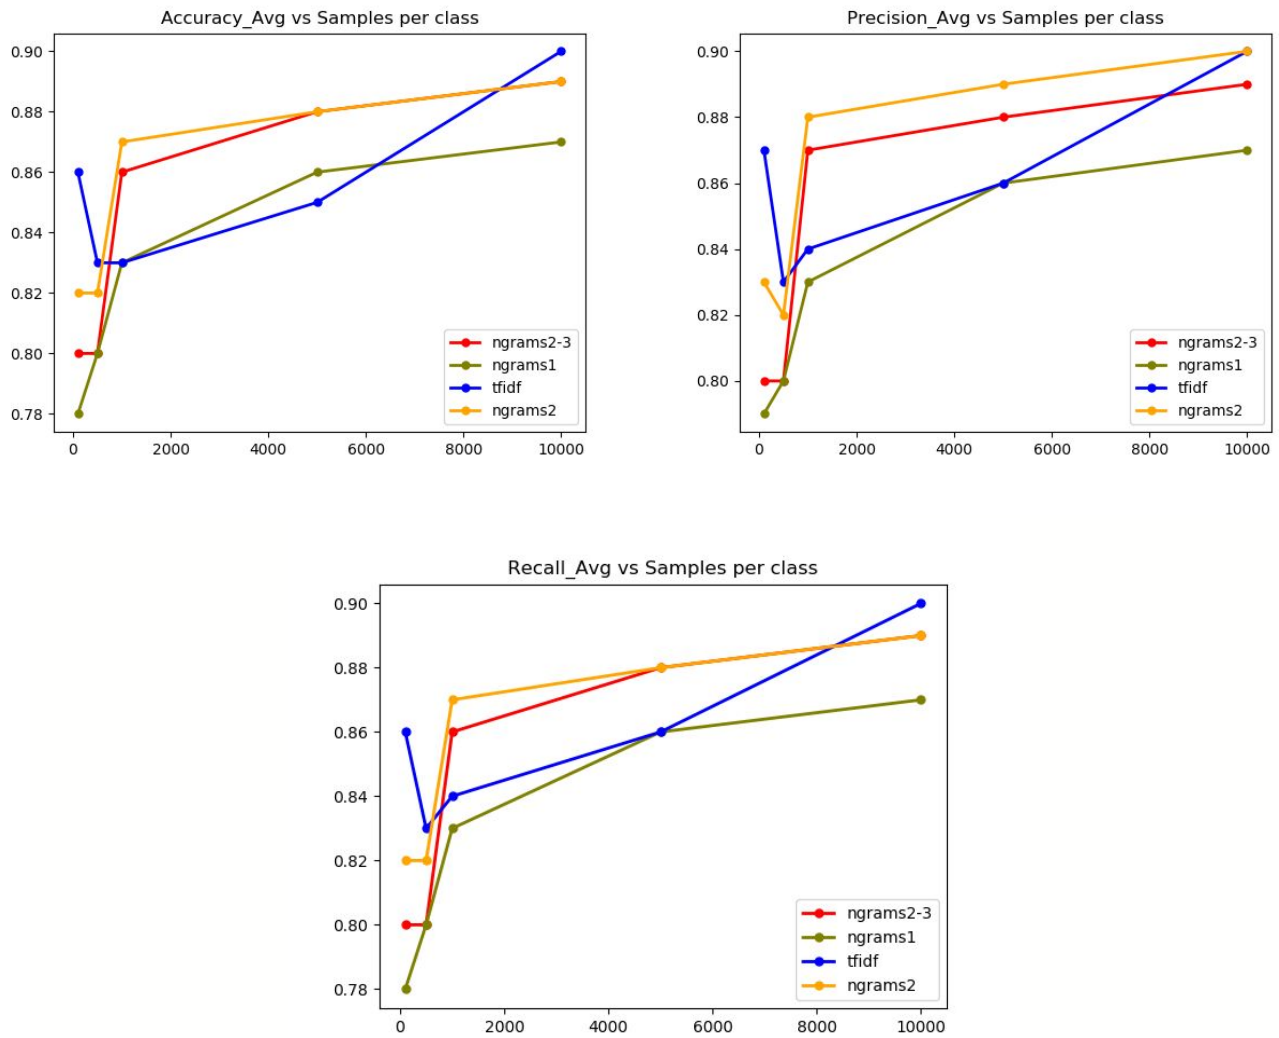 Accuracy_Avg vs Samples per class
0.90
0.88
0.86
0.84
0.82
0.80
0.78
0 2000 4000 6000 8000 10000
ngrams2-3
ngrams1
tfidf
ngrams2
Precision_Avg vs Samples per class
0.90
0.88
0.86
0.84
0.82
0.80
0 2000 4000 6000 8000 10000
ngrams2-3
ngrams1
tfidf
ngrams2
Recall_Avg vs Samples per class
0.90
0.88
0.86
0.84
0.82
0.80
0.78
0 2000 4000 6000 8000 10000
ngrams2-3
ngrams1
tfidf
ngrams2